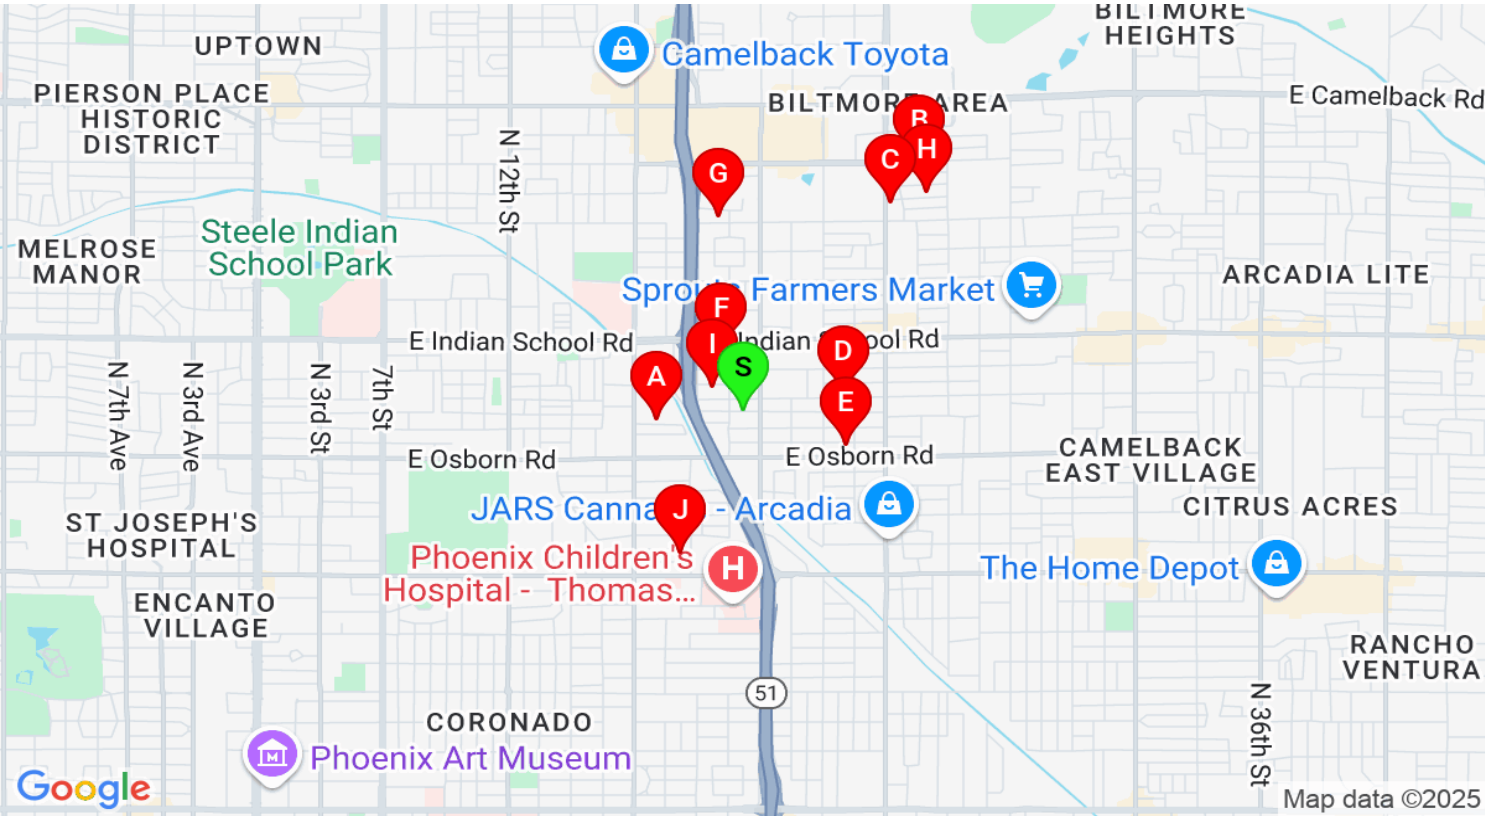 BILTMORE
HEIGHTS
UPTOWN
Camelback Toyota
PIERSON PLACE
HISTORIC
DISTRICT
BILTMORE AREA
E Camelback Rd
B
H
C
G
N 12th St
Steele Indian
School Park
MELROSE
MANOR
ARCADIA LITE
Sprouts Farmers Market
F
E Indian School Rd
I
Indian School Rd
D
S
A
E
N 7th Ave
N 3rd Ave
N 3rd St
7th St
E Osborn Rd
E Osborn Rd
CAMELBACK
EAST VILLAGE
CITRUS ACRES
ST JOSEPH'S
HOSPITAL
J
JARS Canna - Arcadia
Phoenix Children's
Hospital - Thomas...
H
The Home Depot
ENCANTO
VILLAGE
RANCHO
VENTURA
51
N 36th St
CORONADO
M
Phoenix Art Museum
Google
Map data ©2025